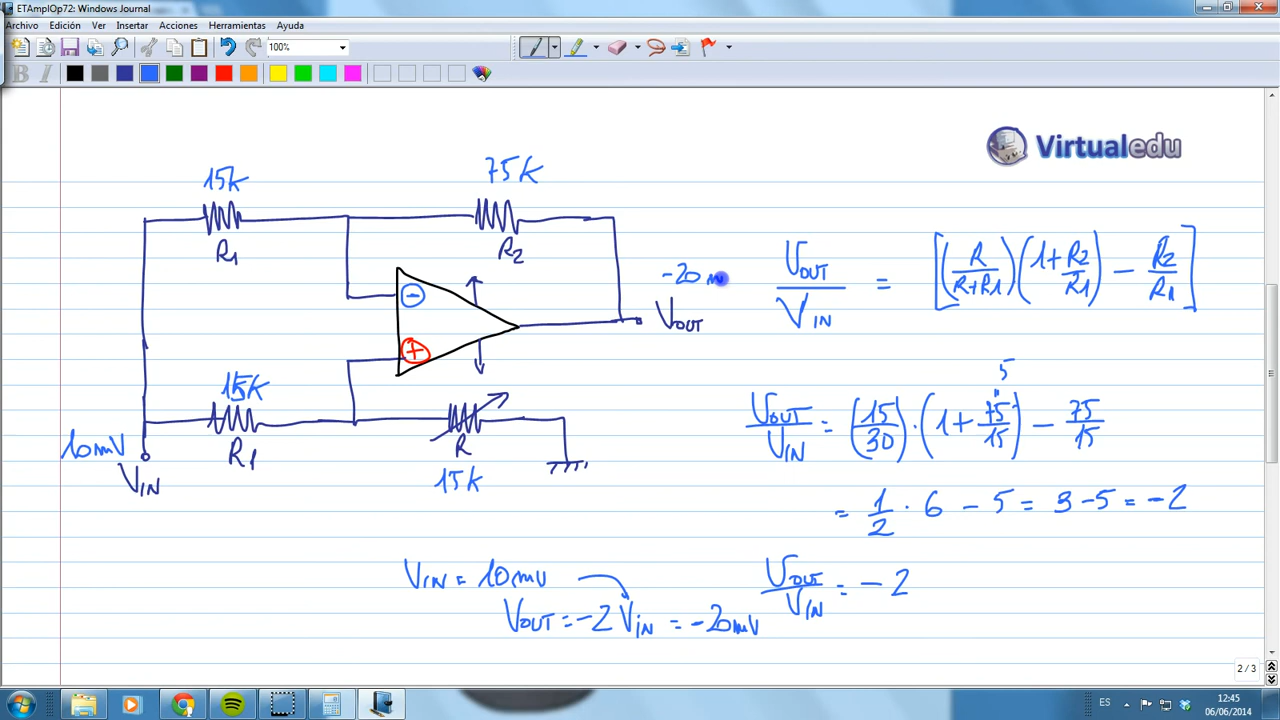 ETAmplOp72: Windows Journal
Archivo Edición Ver Insertar Acciones Herramientas Ayuda
100%
B I
Virtualedu
15K
75K
R1
R2
-20 m
VOUT
VOUT/VIN = [(R/R+R1)(1+R2/R1) - R2/R1]
- +
15K
10mV
VIN
R1
R
15K
5
VOUT/VIN = (15/30) · (1+75/15) - 75/15
= 1/2 · 6 - 5 = 3-5 = -2
VIN = 10mV
VOUT/VIN = -2
VOUT = -2 VIN = -20mV
2 / 3
ES
12:45
06/06/2014